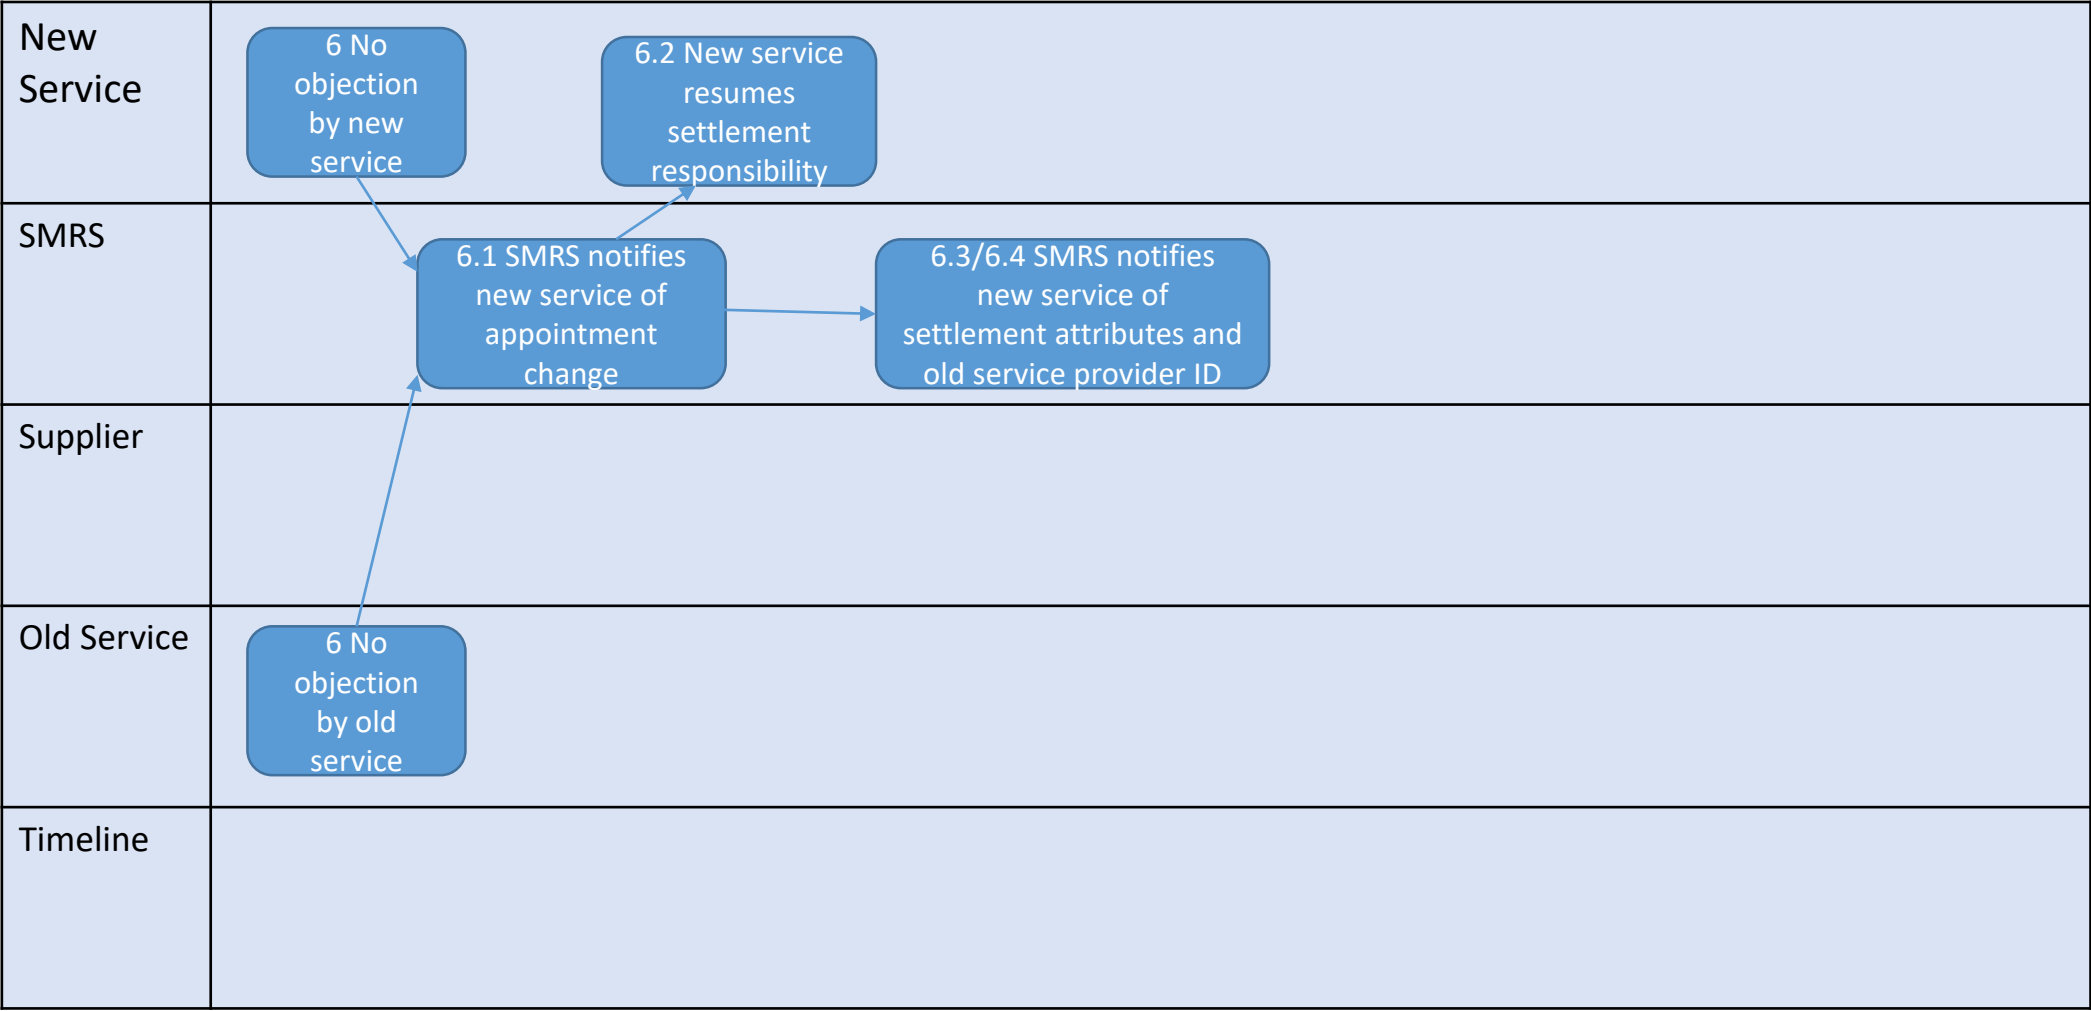 New
Service
6 No
objection
by new
service
6.2 New service
resumes
settlement
responsibility
SMRS
6.1 SMRS notifies
new service of
appointment
change
6.3/6.4 SMRS notifies
new service of
settlement attributes and
old service provider ID
Supplier
Old Service
6 No
objection
by old
service
Timeline